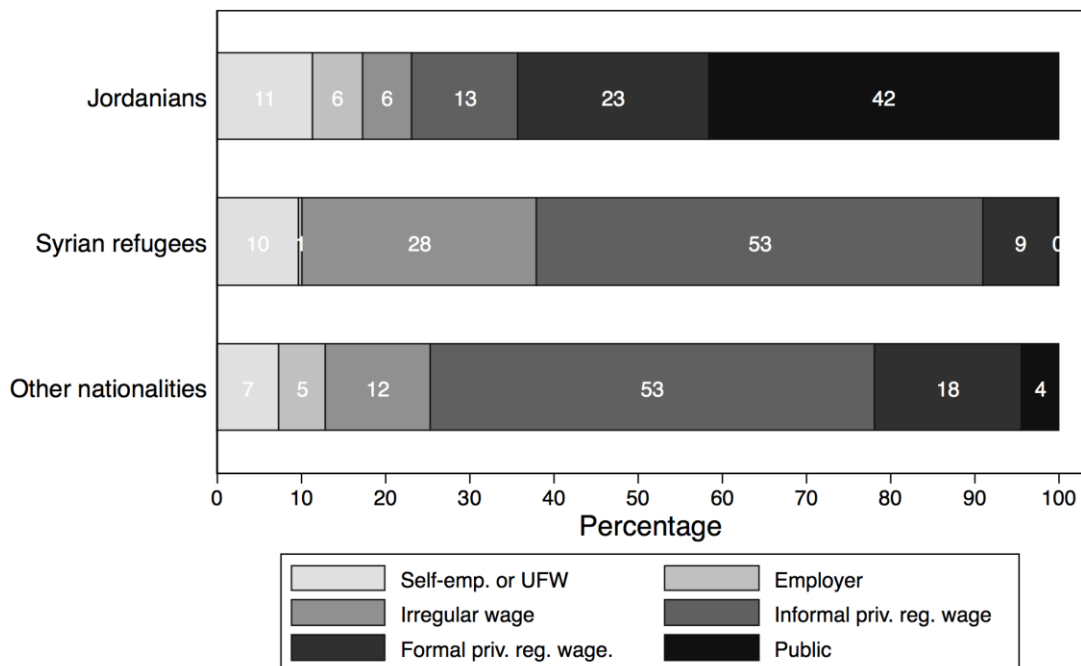 Jordanians 11 6 6 13 23 42
Syrian refugees 10 1 28 53 9 0
Other nationalities 7 5 12 53 18 4
0 10 20 30 40 50 60 70 80 90 100
Percentage
Self-emp. or UFW Employer
Irregular wage Informal priv. reg. wage
Formal priv. reg. wage. Public